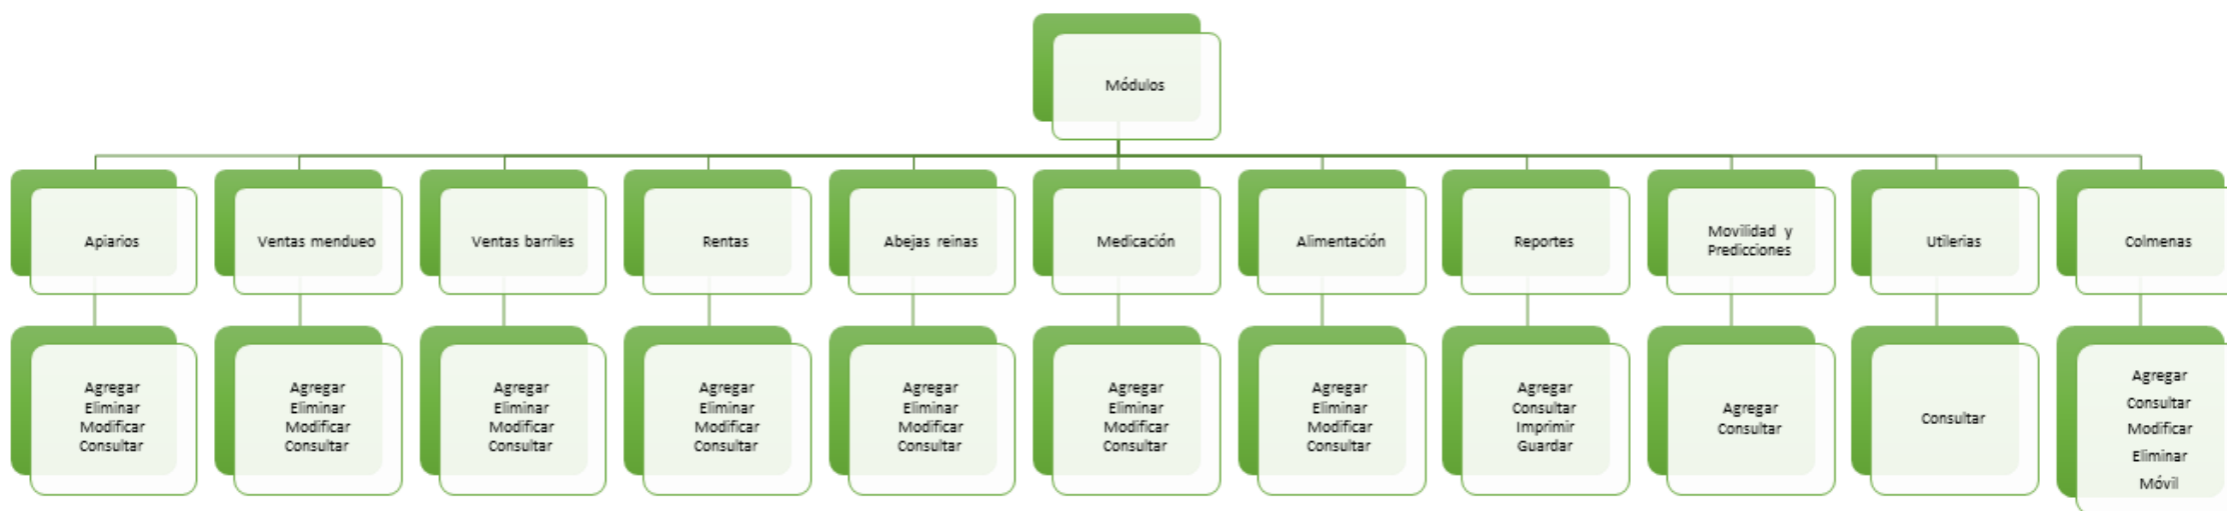 Módulos
Apiarios
Ventas mendueo
Ventas barriles
Rentas
Abejas reinas
Medicación
Alimentación
Reportes
Movilidad y
Predicciones
Utilerias
Colmenas
Agregar
Eliminar
Modificar
Consultar
Agregar
Eliminar
Modificar
Consultar
Agregar
Eliminar
Modificar
Consultar
Agregar
Eliminar
Modificar
Consultar
Agregar
Eliminar
Modificar
Consultar
Agregar
Eliminar
Modificar
Consultar
Agregar
Eliminar
Modificar
Consultar
Agregar
Consultar
Imprimir
Guardar
Agregar
Consultar
Consultar
Agregar
Consultar
Modificar
Eliminar
Móvil